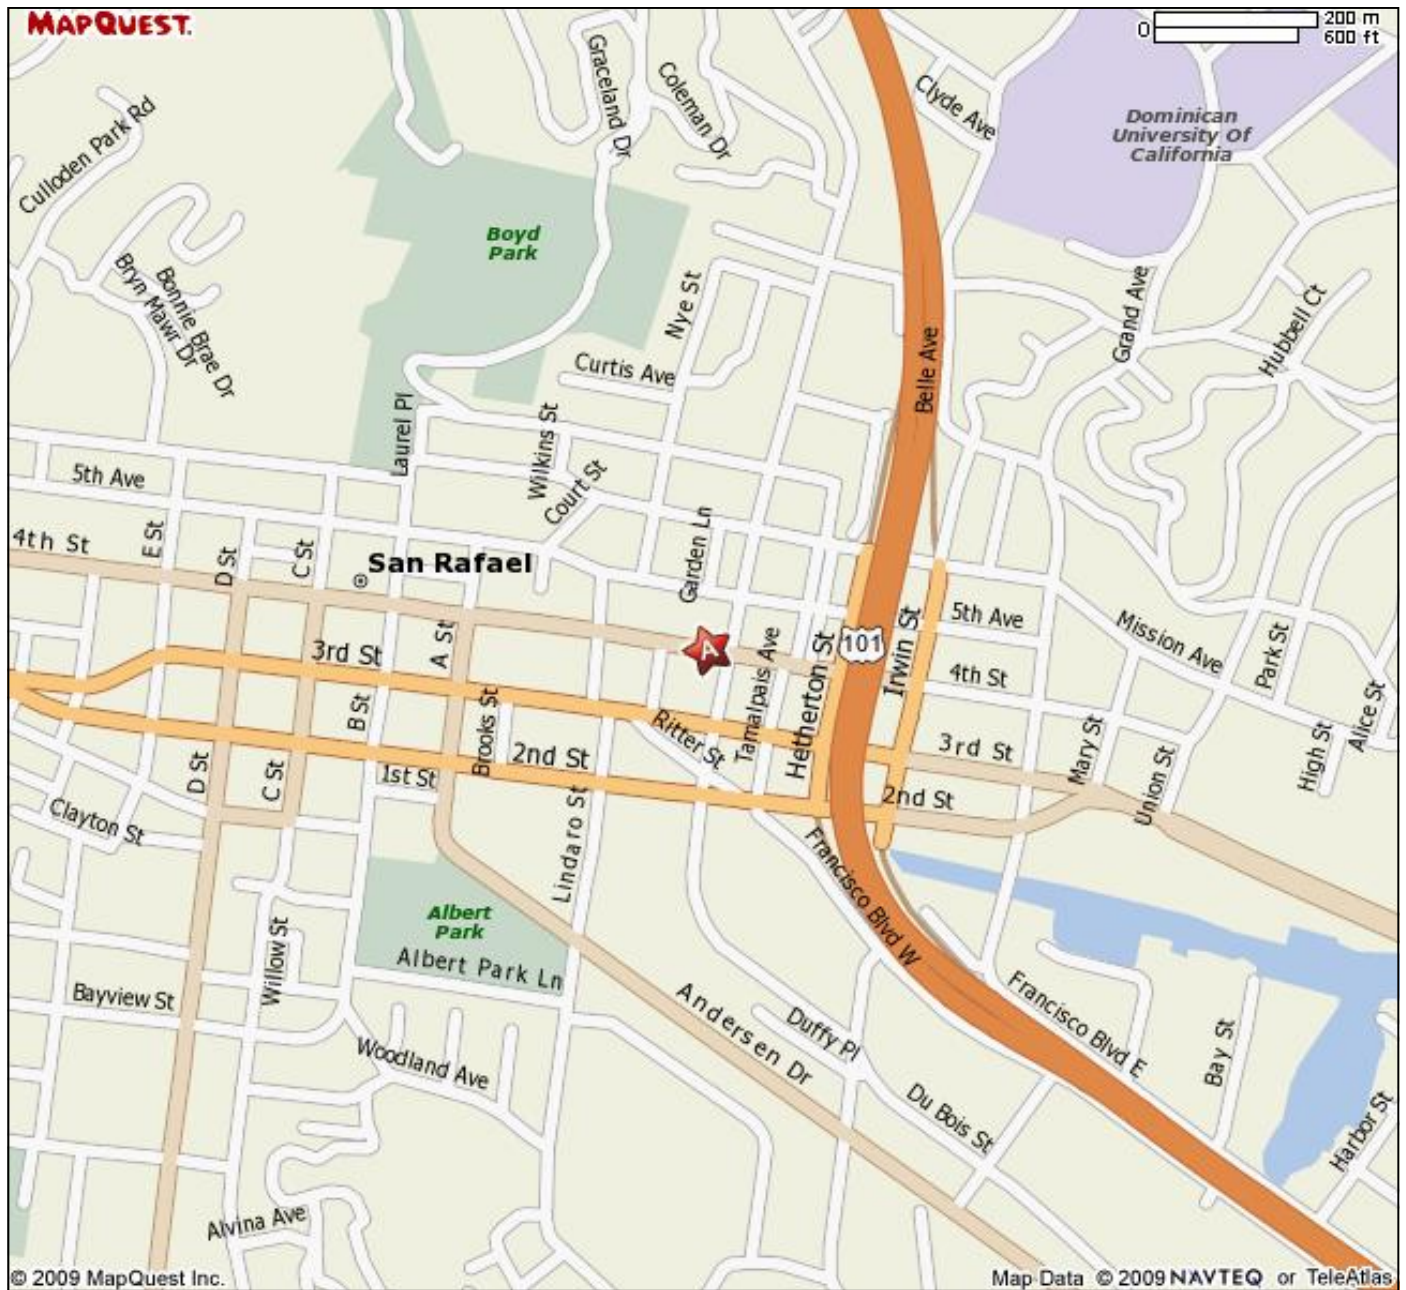 MAPQUEST.
0
200 m
600 ft
Graceland Dr
Coleman Dr
Clyde Ave
Dominican
University Of
California
Culloden Park Rd
Boyd
Park
Bonnie Brae Dr
Bryn Mawr Dr
Nye St
Grand Ave
Hubbell Ct
Belle Ave
Curtis Ave
Laurel Pl
Wilkins St
Court St
5th Ave
4th St
E St
D St
C St
San Rafael
Garden Ln
5th Ave
Mission Ave
Park St
A St
3rd St
A
Tamalpais Ave
Hetherton St
101
Irwin St
4th St
Alice St
B St
Brooks St
Ritter St
3rd St
Mary St
High St
Union St
D St
C St
1st St
2nd St
2nd St
Clayton St
Lindaro St
Francisco Blvd W
Albert
Park
Albert Park Ln
Willow St
Bayview St
Andersen Dr
Duffy Pl
Francisco Blvd E
Bay St
Woodland Ave
Du Bois St
Harbor St
Alvina Ave
© 2009 MapQuest Inc.
Map Data © 2009 NAVTEQ or TeleAtlas